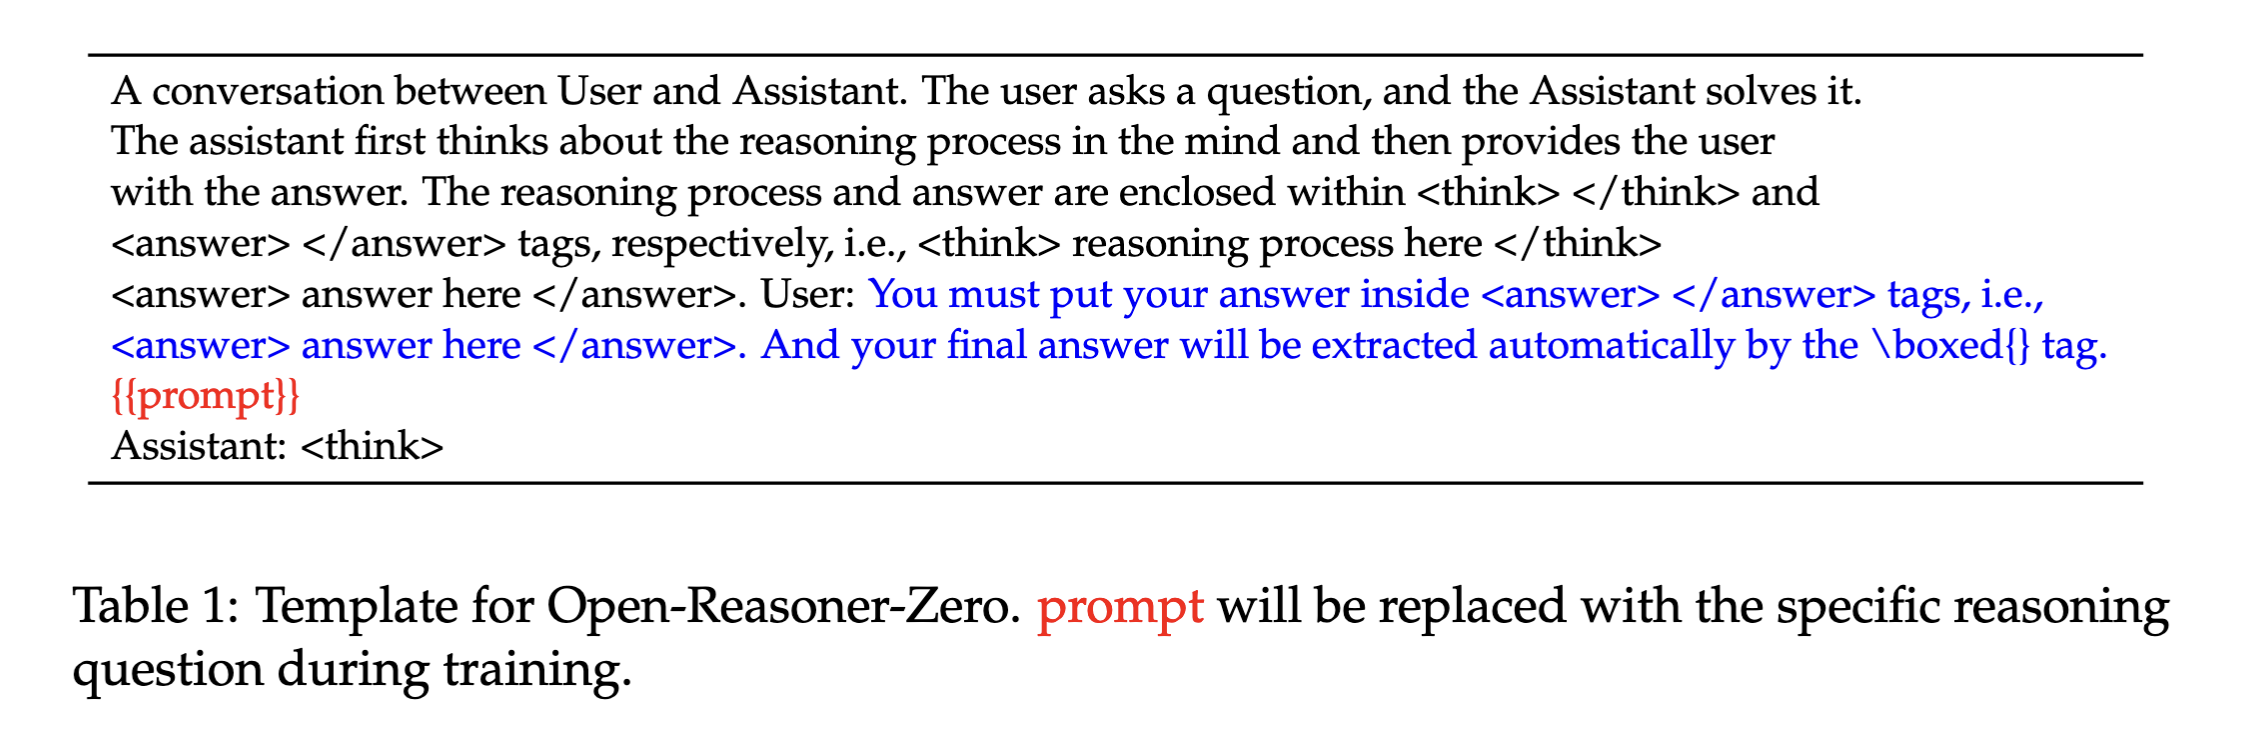 A conversation between User and Assistant. The user asks a question, and the Assistant solves it.
The assistant first thinks about the reasoning process in the mind and then provides the user
with the answer. The reasoning process and answer are enclosed within <think> </think> and
<answer> </answer> tags, respectively, i.e., <think> reasoning process here </think>
<answer> answer here </answer>. User: You must put your answer inside <answer> </answer> tags, i.e.,
<answer> answer here </answer>. And your final answer will be extracted automatically by the \boxed{} tag.
{{prompt}}
Assistant: <think>
Table 1: Template for Open-Reasoner-Zero. prompt will be replaced with the specific reasoning
question during training.